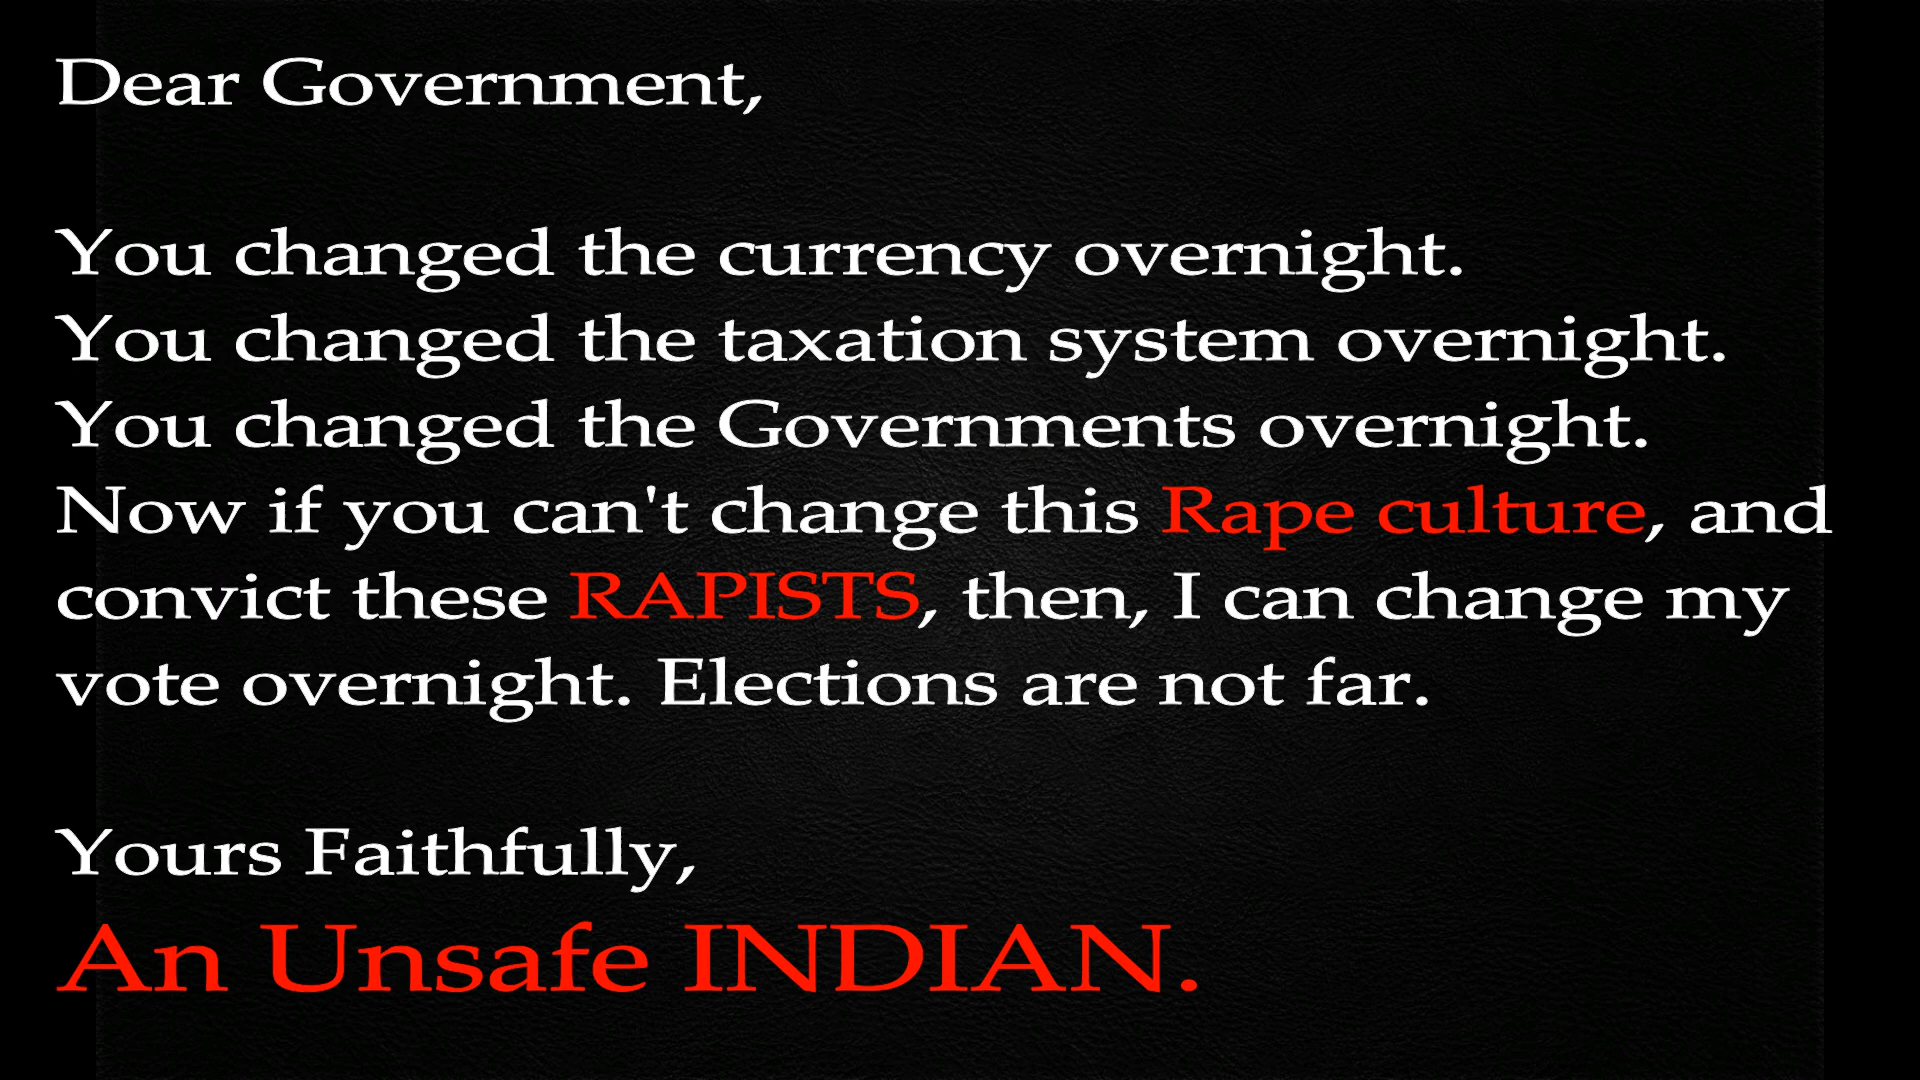 Dear Government,
You changed the currency overnight.
You changed the taxation system overnight.
You changed the Governments overnight.
Now if you can't change this Rape culture, and
convict these RAPISTS, then, I can change my
vote overnight. Elections are not far.
Yours Faithfully,
An Unsafe INDIAN.